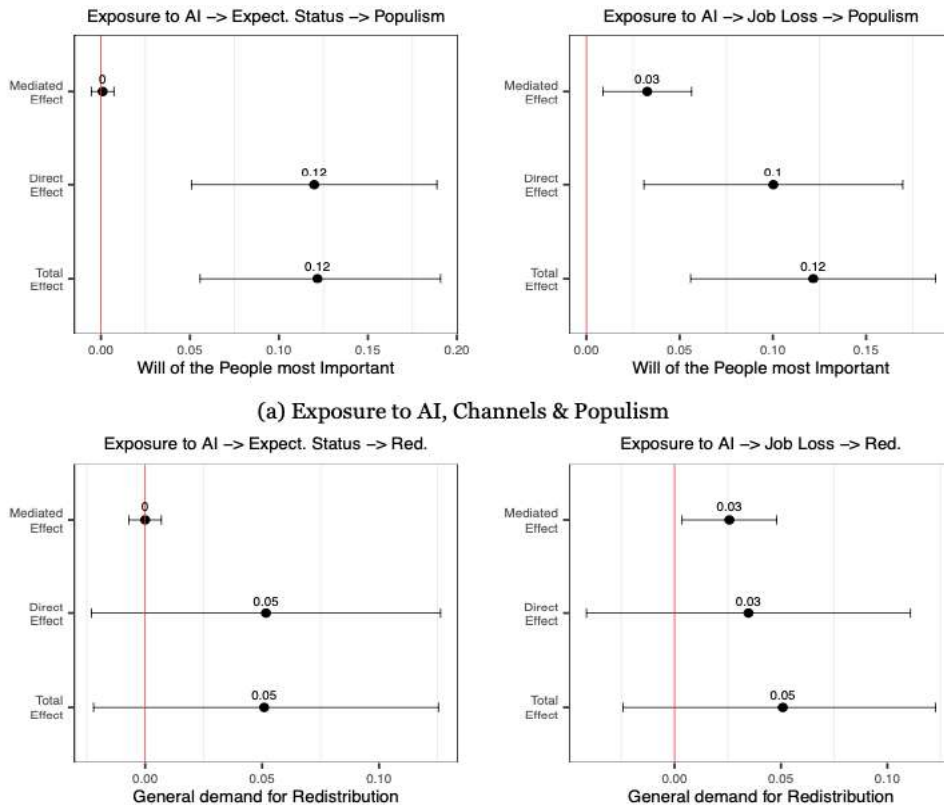 Exposure to AI –> Expect. Status –> Populism
Mediated
Effect
0
Direct
Effect
0.12
Total
Effect
0.12
0.00 0.05 0.10 0.15 0.20
Will of the People most Important
Exposure to AI –> Job Loss –> Populism
Mediated
Effect
0.03
Direct
Effect
0.1
Total
Effect
0.12
0.00 0.05 0.10 0.15
Will of the People most Important
(a) Exposure to AI, Channels & Populism
Exposure to AI –> Expect. Status –> Red.
Mediated
Effect
0
Direct
Effect
0.05
Total
Effect
0.05
0.00 0.05 0.10
General demand for Redistribution
Exposure to AI –> Job Loss –> Red.
Mediated
Effect
0.03
Direct
Effect
0.03
Total
Effect
0.05
0.00 0.05 0.10
General demand for Redistribution